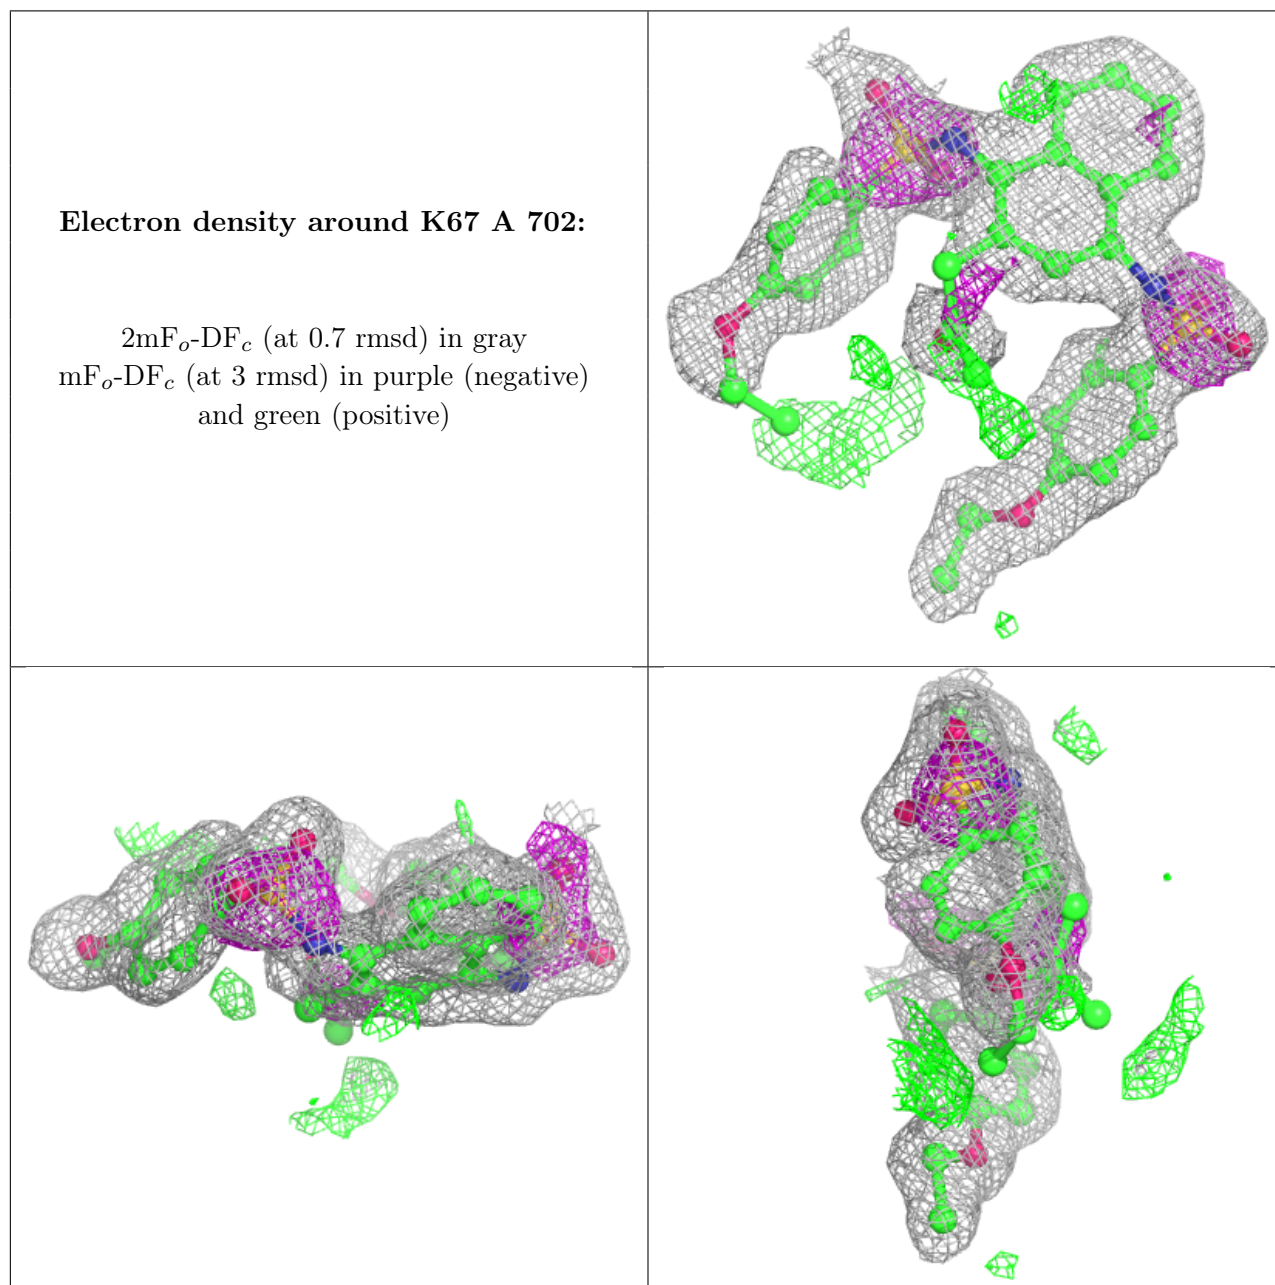 Electron density around K67 A 702:
2mFₒ-DF𝒸 (at 0.7 rmsd) in gray
mFₒ-DF𝒸 (at 3 rmsd) in purple (negative)
and green (positive)